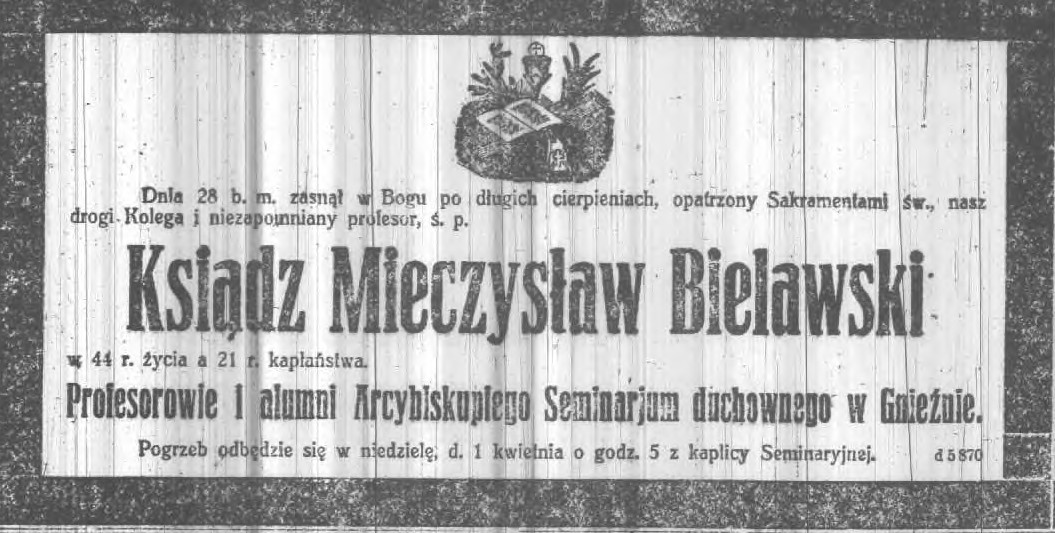 Dnia 28 b. m. zasnął w Bogu po długich cierpieniach, opatrzony Sakramentami św., nasz
drogi Kolega i niezapomniany profesor, ś. p.
Ksiądz Mieczysław Bielawski
w 44 r. życia a 21 r. kapłaństwa.
Profesorowie i alumni Arcybiskupiego Seminarjum duchownego w Gnieźnie.
Pogrzeb odbędzie się w niedzielę, d. 1 kwietnia o godz. 5 z kaplicy Seminaryjnej. d 5870